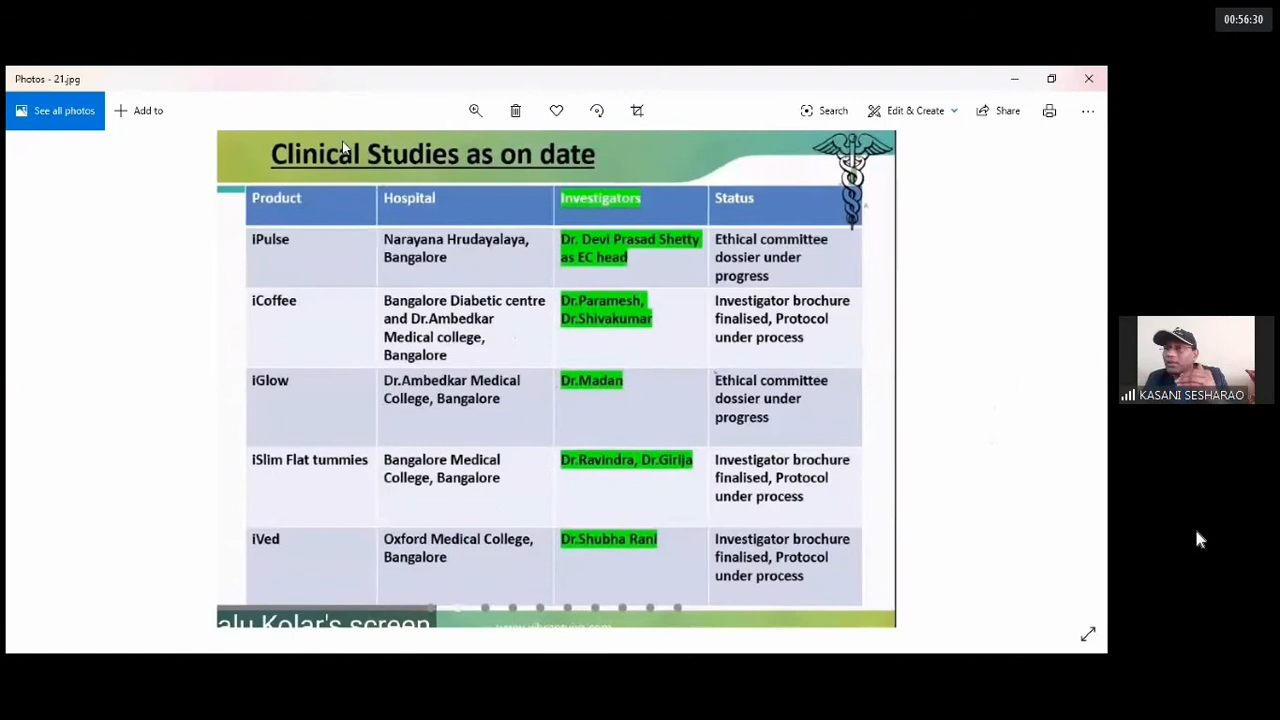 00:56:30
Photos - 21.jpg
See all photos
Add to
Search
Edit & Create
Share
Clinical Studies as on date
Product Hospital Investigators Status
iPulse
Narayana Hrudayalaya,
Bangalore
Dr. Devi Prasad Shetty
as EC head
Ethical committee
dossier under
progress
iCoffee
Bangalore Diabetic centre
and Dr.Ambedkar
Medical college,
Bangalore
Dr.Paramesh,
Dr.Shivakumar
Investigator brochure
finalised, Protocol
under process
iGlow
Dr.Ambedkar Medical
College, Bangalore
Dr.Madan
Ethical committee
dossier under
progress
iSlim Flat tummies
Bangalore Medical
College, Bangalore
Dr.Ravindra, Dr.Girija
Investigator brochure
finalised, Protocol
under process
iVed
Oxford Medical College,
Bangalore
Dr.Shubha Rani
Investigator brochure
finalised, Protocol
under process
alu Kolar's screen
KASANI SESHARAO